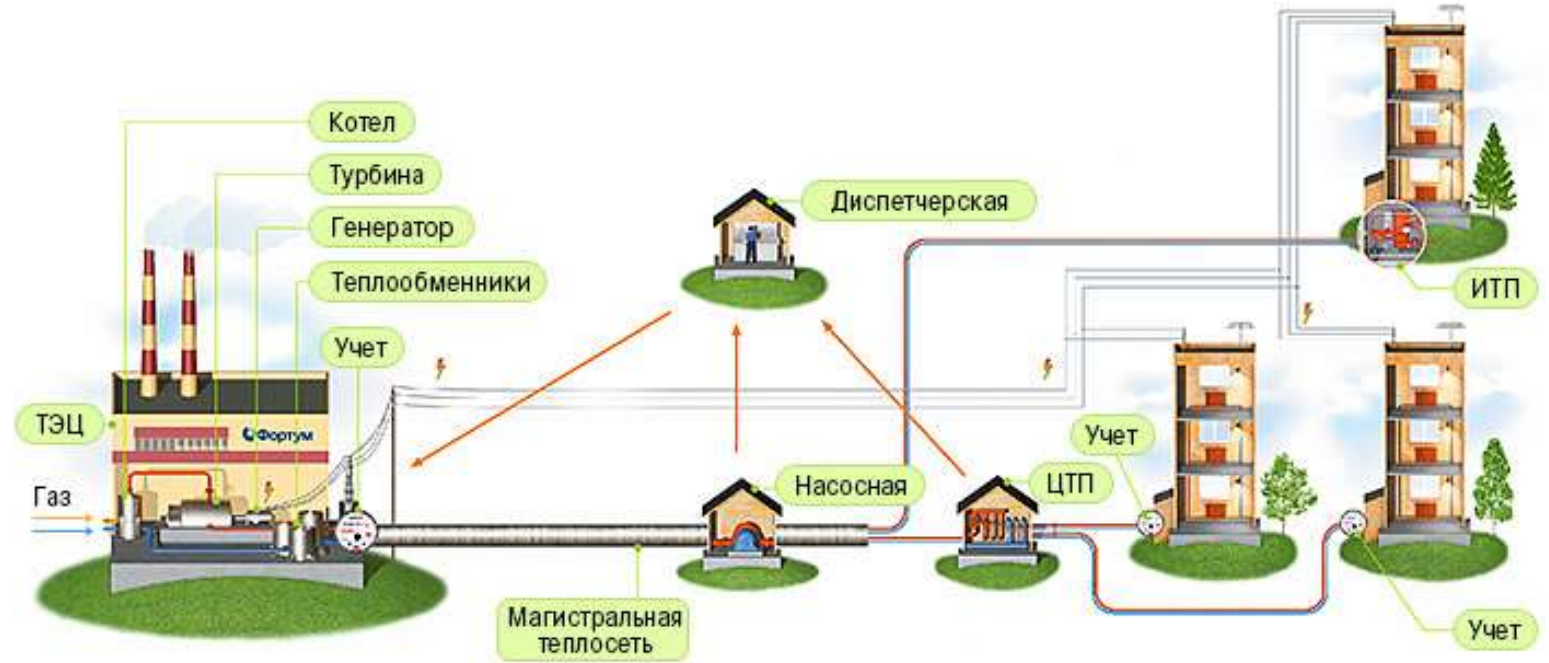 Котел
Турбина
Диспетчерская
Генератор
Теплообменники
ИТП
Учет
ТЭЦ
Фортум
Учет
Газ
Насосная
ЦТП
Магистральная
теплосеть
Учет